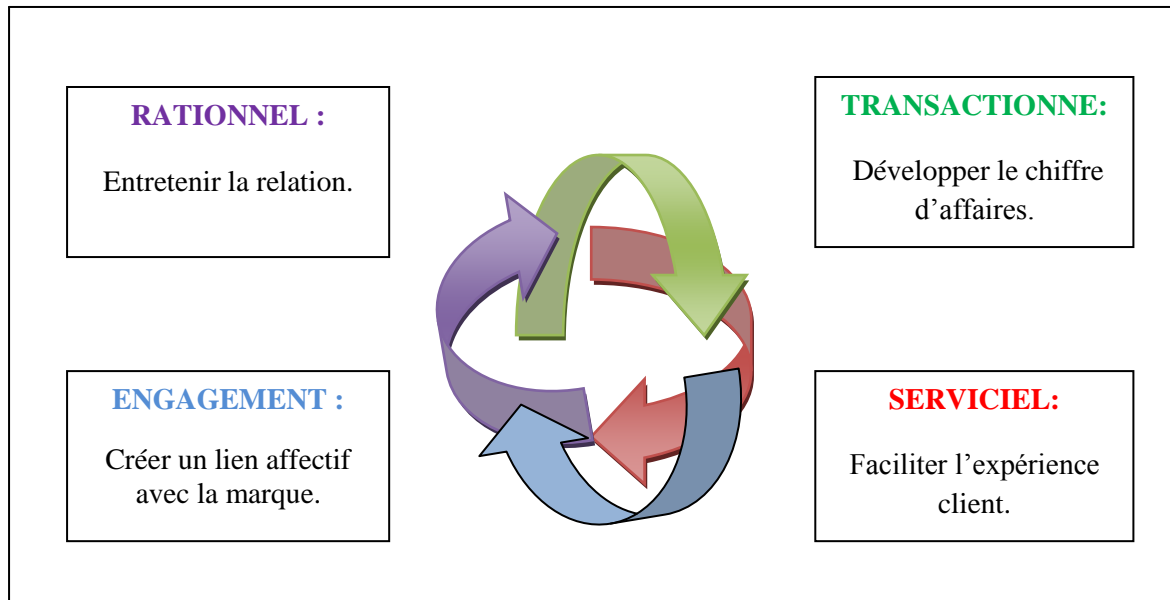 RATIONNEL :
Entretenir la relation.
TRANSACTIONNE:
Développer le chiffre
d’affaires.
ENGAGEMENT :
Créer un lien affectif
avec la marque.
SERVICIEL:
Faciliter l’expérience
client.